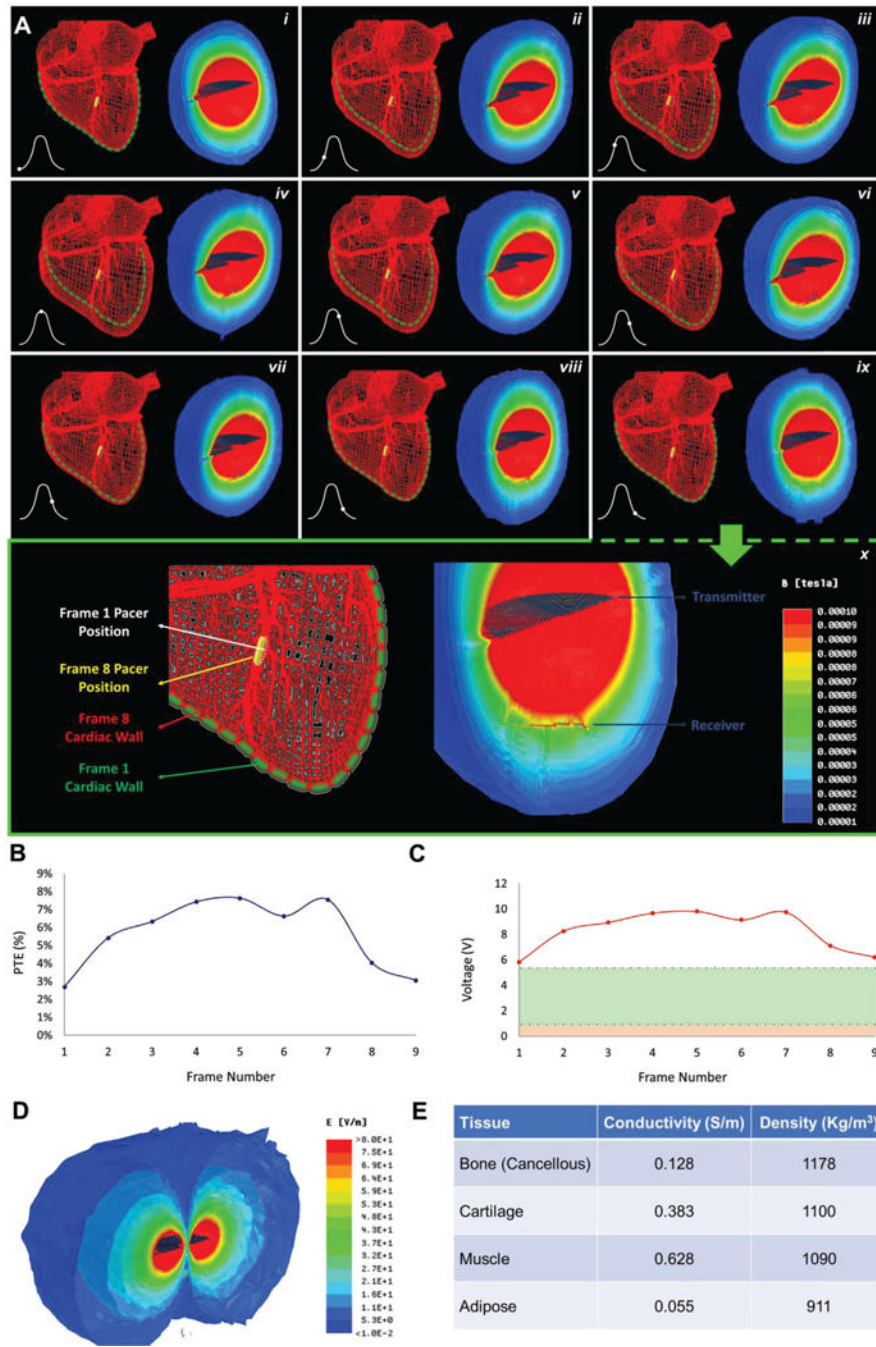 A
i
ii
iii
iv
v
vi
vii
viii
ix
x
Frame 1 Pacer
Position
Frame 8 Pacer
Position
Frame 8
Cardiac Wall
Frame 1
Cardiac Wall
Transmitter
Receiver
B [tesla]
0.00010
0.00009
0.00009
0.00008
0.00008
0.00007
0.00006
0.00006
0.00005
0.00005
0.00004
0.00003
0.00003
0.00002
0.00002
0.00001
B
9%
8%
7%
6%
5%
4%
3%
2%
1%
0%
PTE (%)
1 2 3 4 5 6 7 8 9
Frame Number
C
12
10
8
6
4
2
0
Voltage (V)
1 2 3 4 5 6 7 8 9
Frame Number
D
E [V/m]
>8.0E+1
7.5E+1
6.9E+1
6.4E+1
5.9E+1
5.3E+1
4.8E+1
4.3E+1
3.7E+1
3.2E+1
2.7E+1
2.1E+1
1.6E+1
1.1E+1
5.3E+0
<1.0E-2
E
Tissue Conductivity (S/m) Density (Kg/m³)
Bone (Cancellous) 0.128 1178
Cartilage 0.383 1100
Muscle 0.628 1090
Adipose 0.055 911